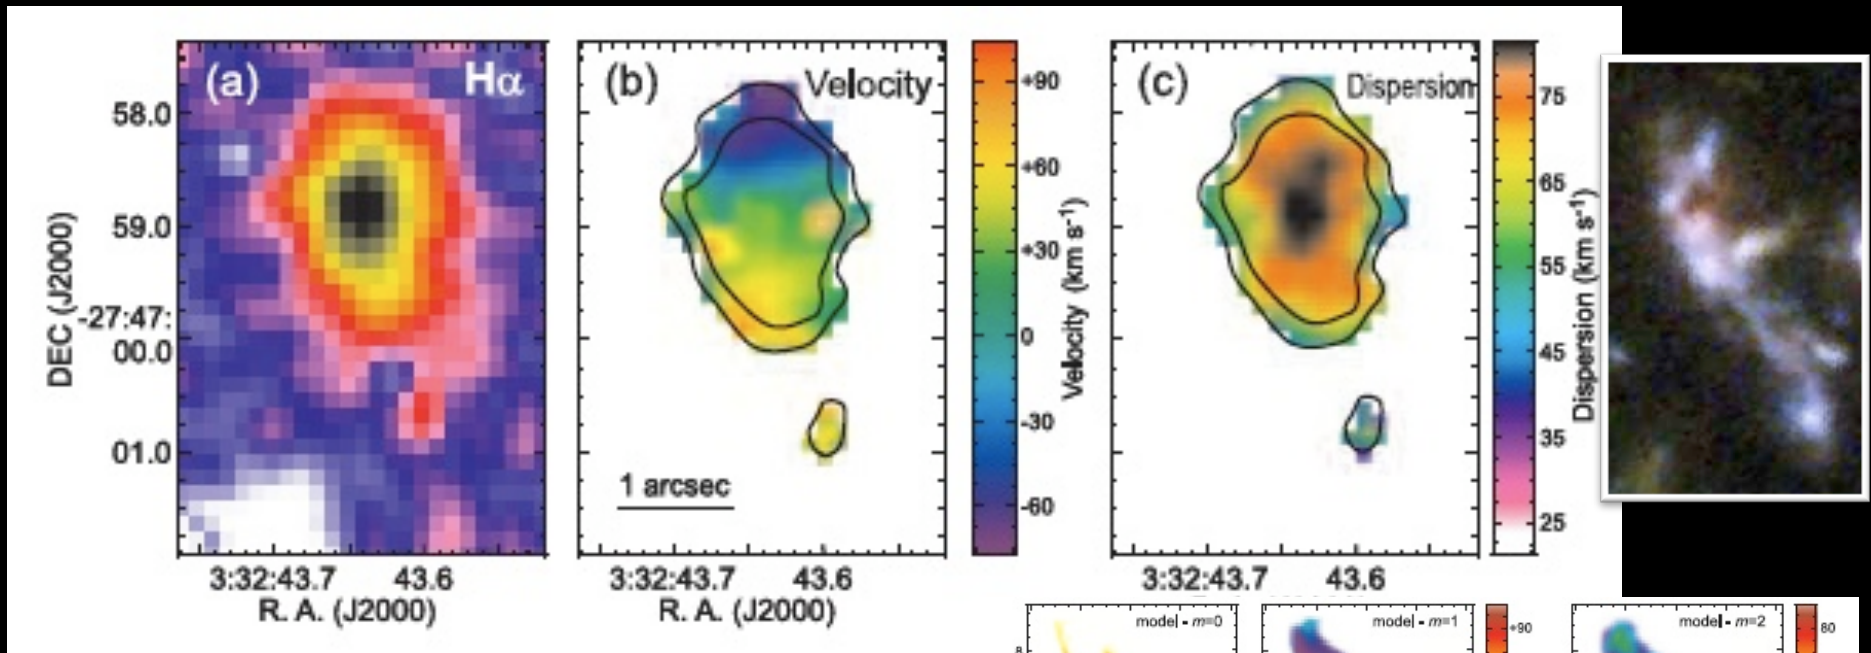 (a) Hα
(b) Velocity
(c) Dispersion
58.0
59.0
-27:47:
00.0
01.0
DEC (J2000)
1 arcsec
+90
+60
+30
0
-30
-60
Velocity (km s-1)
75
65
55
45
35
25
Dispersion (km s-1)
3:32:43.7 43.6
R. A. (J2000)
3:32:43.7 43.6
R. A. (J2000)
3:32:43.7 43.6
model - m=0
model - m=1
+90
model - m=2
80
8